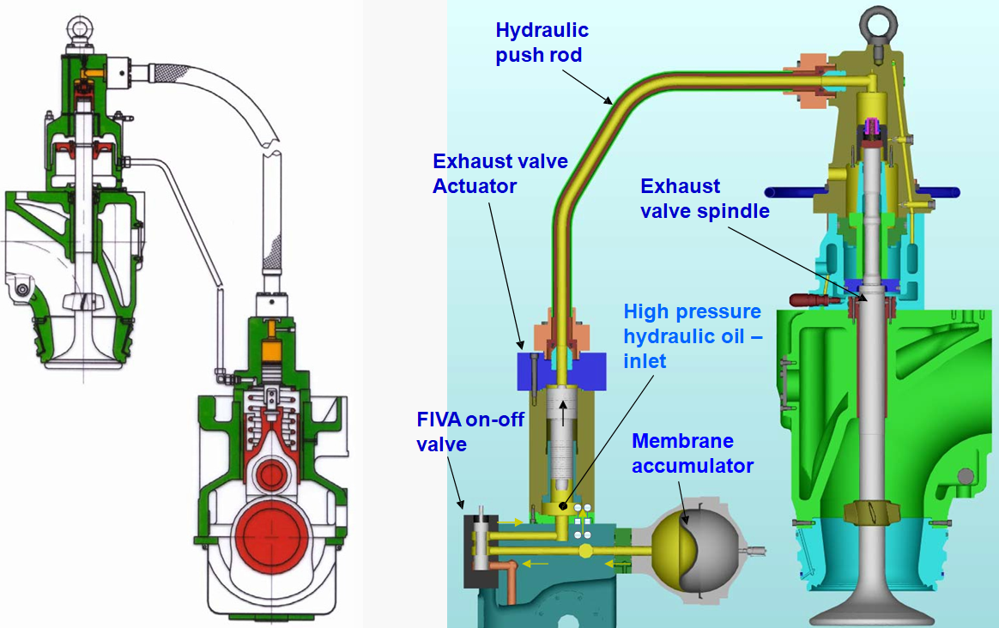 Hydraulic
push rod
Exhaust valve
Actuator
Exhaust
valve spindle
High pressure
hydraulic oil –
inlet
FIVA on-off
valve
Membrane
accumulator